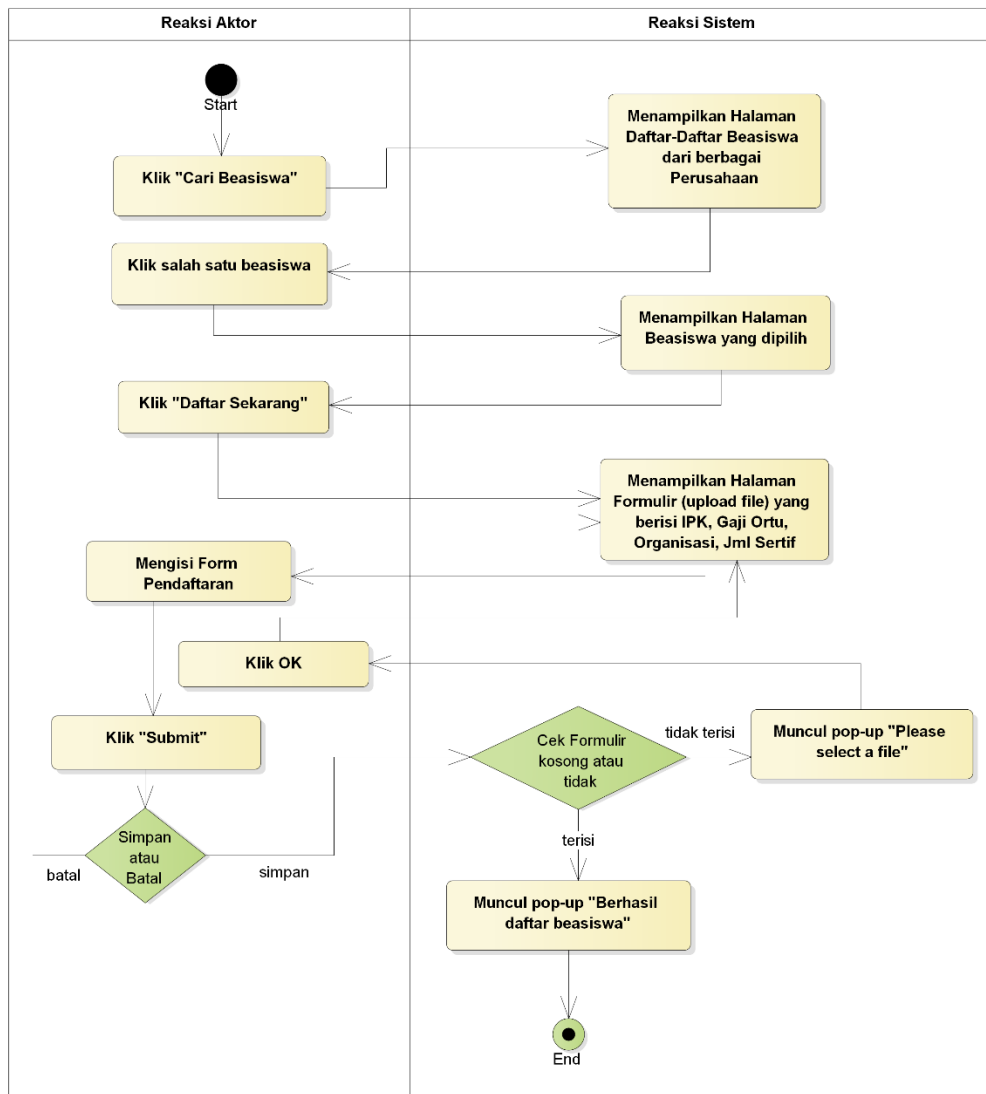 Reaksi Aktor
Reaksi Sistem
Start
Klik "Cari Beasiswa"
Menampilkan Halaman
Daftar-Daftar Beasiswa
dari berbagai
Perusahaan
Klik salah satu beasiswa
Menampilkan Halaman
Beasiswa yang dipilih
Klik "Daftar Sekarang"
Menampilkan Halaman
Formulir (upload file) yang
berisi IPK, Gaji Ortu,
Organisasi, Jml Sertif
Mengisi Form
Pendaftaran
Klik OK
Klik "Submit"
Cek Formulir
kosong atau
tidak
tidak terisi
Muncul pop-up "Please
select a file"
Simpan
atau
Batal
batal
simpan
terisi
Muncul pop-up "Berhasil
daftar beasiswa"
End